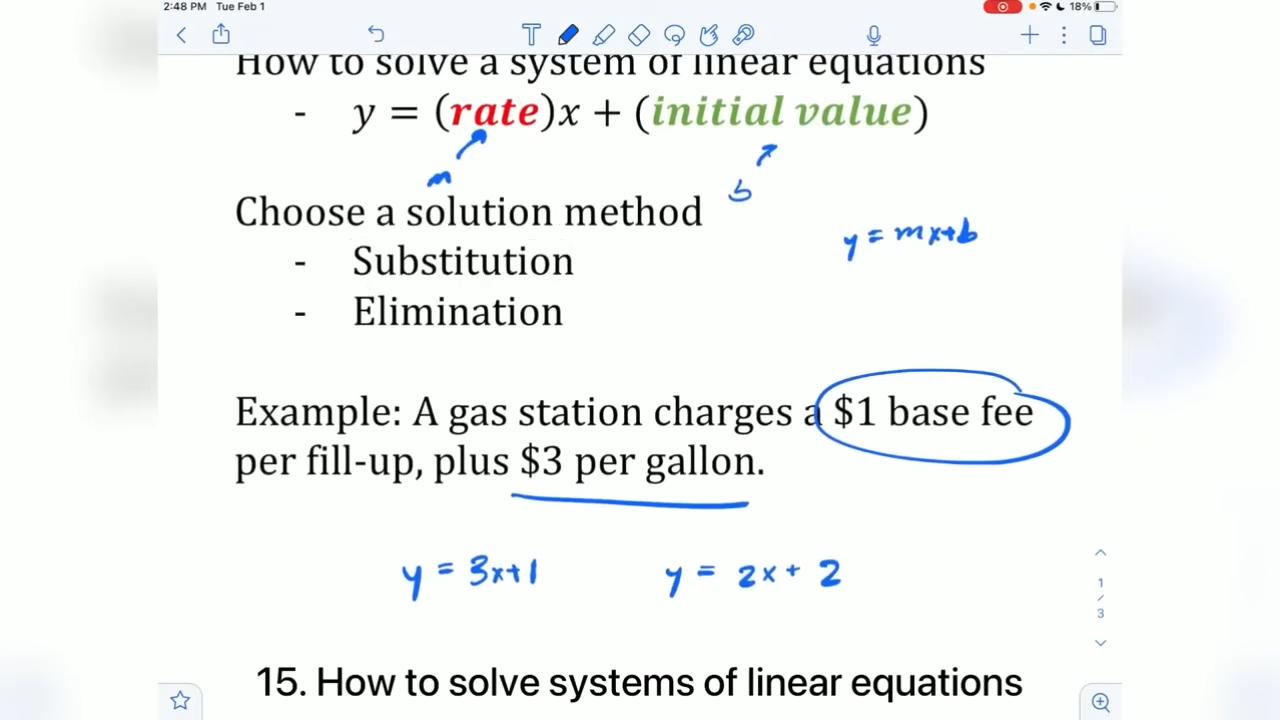 2:48 PM Tue Feb 1 18%
How to solve a system of linear equations
- y = (rate)x + (initial value)
m
b
Choose a solution method
y = mx+b
- Substitution
- Elimination
Example: A gas station charges a $1 base fee
per fill-up, plus $3 per gallon.
y = 3x+1 y = 2x + 2
1
/
3
15. How to solve systems of linear equations